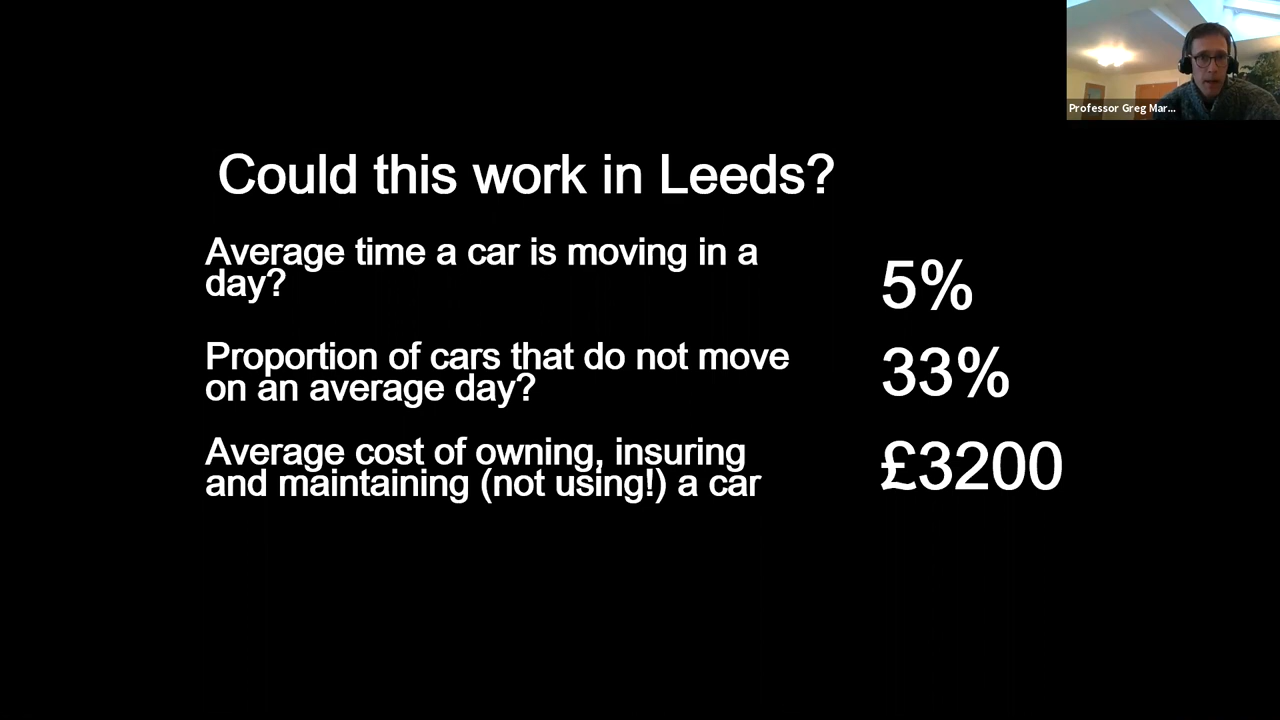 Professor Greg Mar...
Could this work in Leeds?
Average time a car is moving in a
day?
5%
Proportion of cars that do not move
on an average day?
33%
Average cost of owning, insuring
and maintaining (not using!) a car
£3200